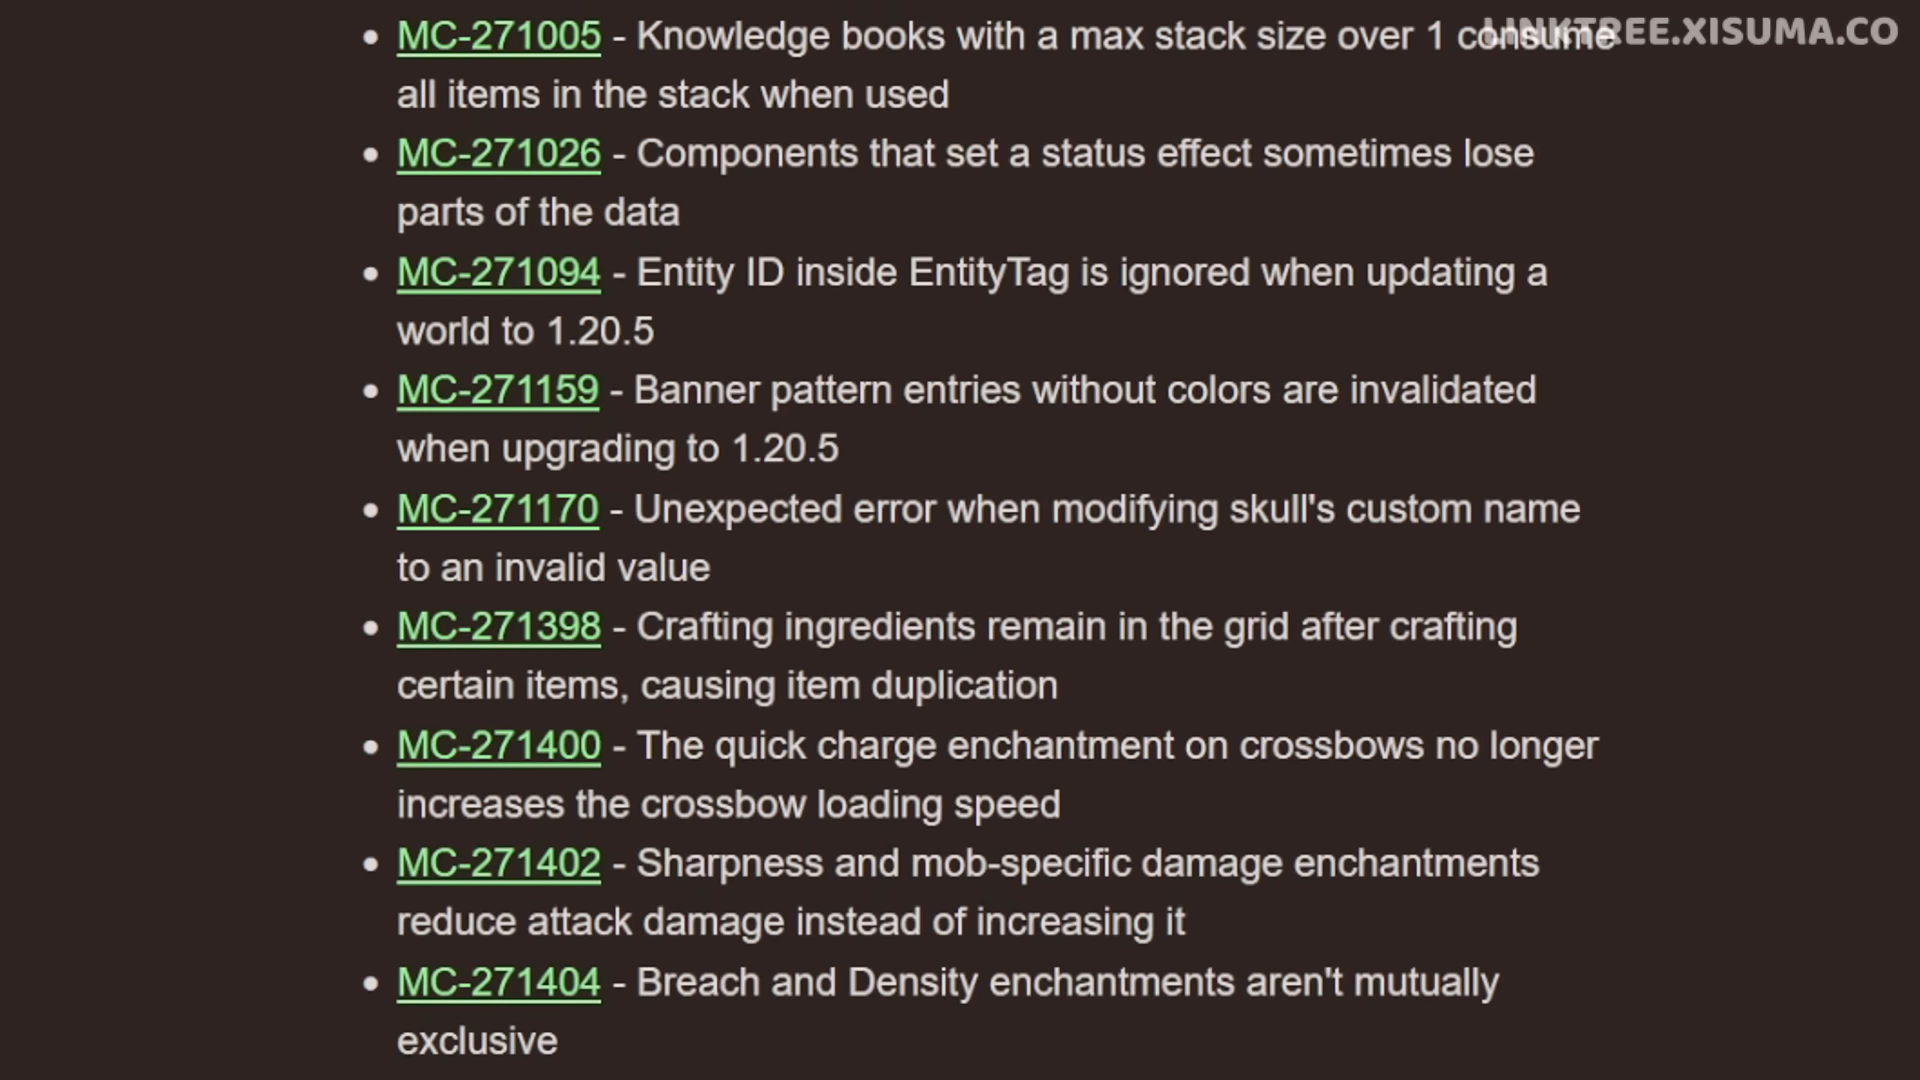 LINKTREE.XISUMA.CO
• MC-271005 - Knowledge books with a max stack size over 1 consume
all items in the stack when used
• MC-271026 - Components that set a status effect sometimes lose
parts of the data
• MC-271094 - Entity ID inside EntityTag is ignored when updating a
world to 1.20.5
• MC-271159 - Banner pattern entries without colors are invalidated
when upgrading to 1.20.5
• MC-271170 - Unexpected error when modifying skull's custom name
to an invalid value
• MC-271398 - Crafting ingredients remain in the grid after crafting
certain items, causing item duplication
• MC-271400 - The quick charge enchantment on crossbows no longer
increases the crossbow loading speed
• MC-271402 - Sharpness and mob-specific damage enchantments
reduce attack damage instead of increasing it
• MC-271404 - Breach and Density enchantments aren't mutually
exclusive